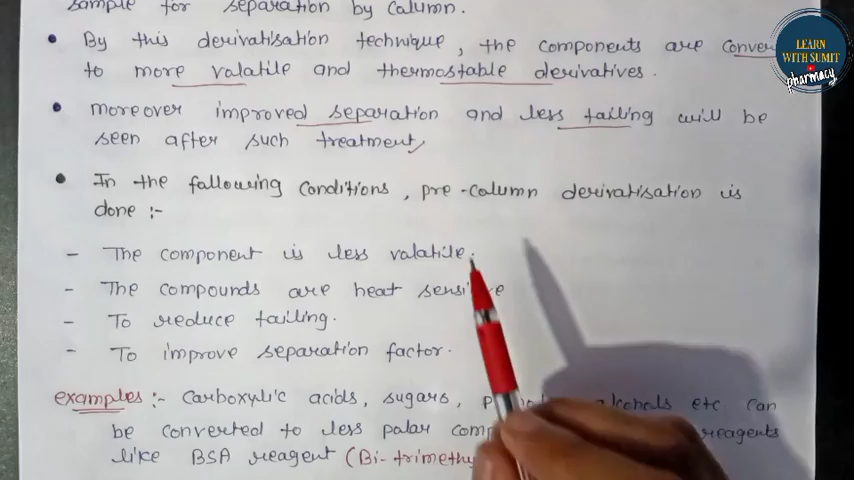 sample for separation by column.
By this derivatisation technique, the components are conver
to more volatile and thermostable derivatives.
moreover improved separation and less tailing will be
seen after such treatment
In the following conditions, pre-column derivatisation is
done :-
- The component is less volatile.
- The compounds are heat
- To reduce tailing.
- To improve separation factor.
examples :- Carboxylic acids, sugars, alcohols etc can
be converted to less polar reagents
like BSA reagent (Bi-trimethy
LEARN
WITH SUMIT
pharmacy